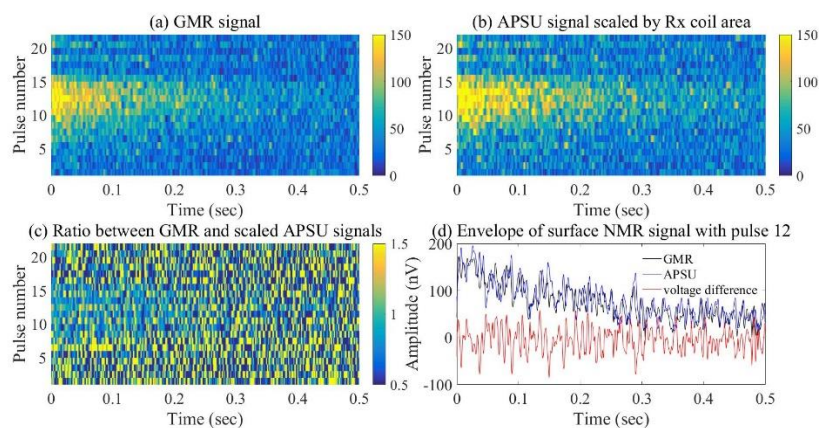 (a) GMR signal
(b) APSU signal scaled by Rx coil area
20
15
10
5
Pulse number
0 0.1 0.2 0.3 0.4 0.5
Time (sec)
150
100
50
0
20
15
10
5
Pulse number
0 0.1 0.2 0.3 0.4 0.5
Time (sec)
150
100
50
0
(c) Ratio between GMR and scaled APSU signals
(d) Envelope of surface NMR signal with pulse 12
20
15
10
5
Pulse number
0 0.1 0.2 0.3 0.4 0.5
Time (sec)
1.5
1
0.5
Amplitude (nV)
200
100
0
-100
GMR
APSU
voltage difference
0 0.1 0.2 0.3 0.4 0.5
Time (sec)